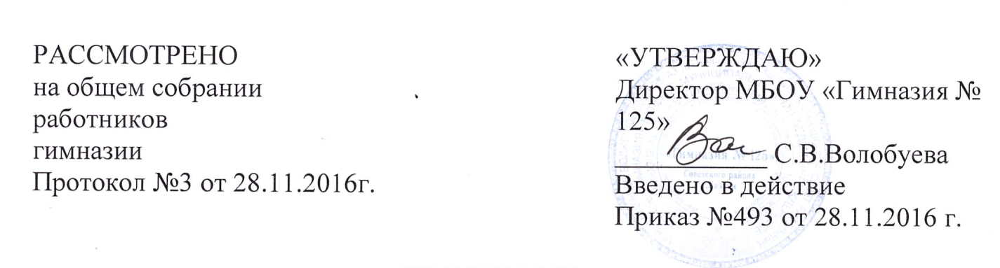 РАССМОТРЕНО
на общем собрании
работников
гимназии
Протокол №3 от 28.11.2016г.
«УТВЕРЖДАЮ»
Директор МБОУ «Гимназия №
125»
С.В.Волобуева
Введено в действие
Приказ №493 от 28.11.2016 г.